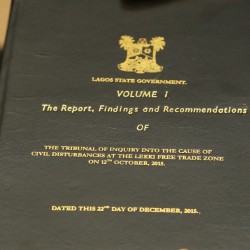 LAGOS STATE GOVERNMENT.
VOLUME I
The Report, Findings and Recommendations
OF
THE TRIBUNAL OF INQUIRY INTO THE CAUSE OF
CIVIL DISTURBANCES AT THE LEKKI FREE TRADE ZONE
ON 12TH OCTOBER, 2015.
DATED THIS 22ND DAY OF DECEMBER, 2015..